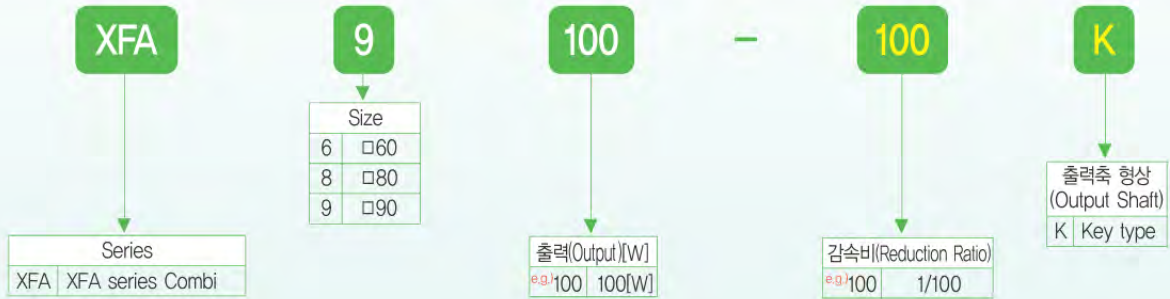 XFA 9 100 - 100 K
Size
6 □60
8 □80
9 □90
출력축 형상
(Output Shaft)
K Key type
Series
XFA XFA series Combi
출력(Output)[W]
e.g.)100 100[W]
감속비(Reduction Ratio)
e.g.)100 1/100